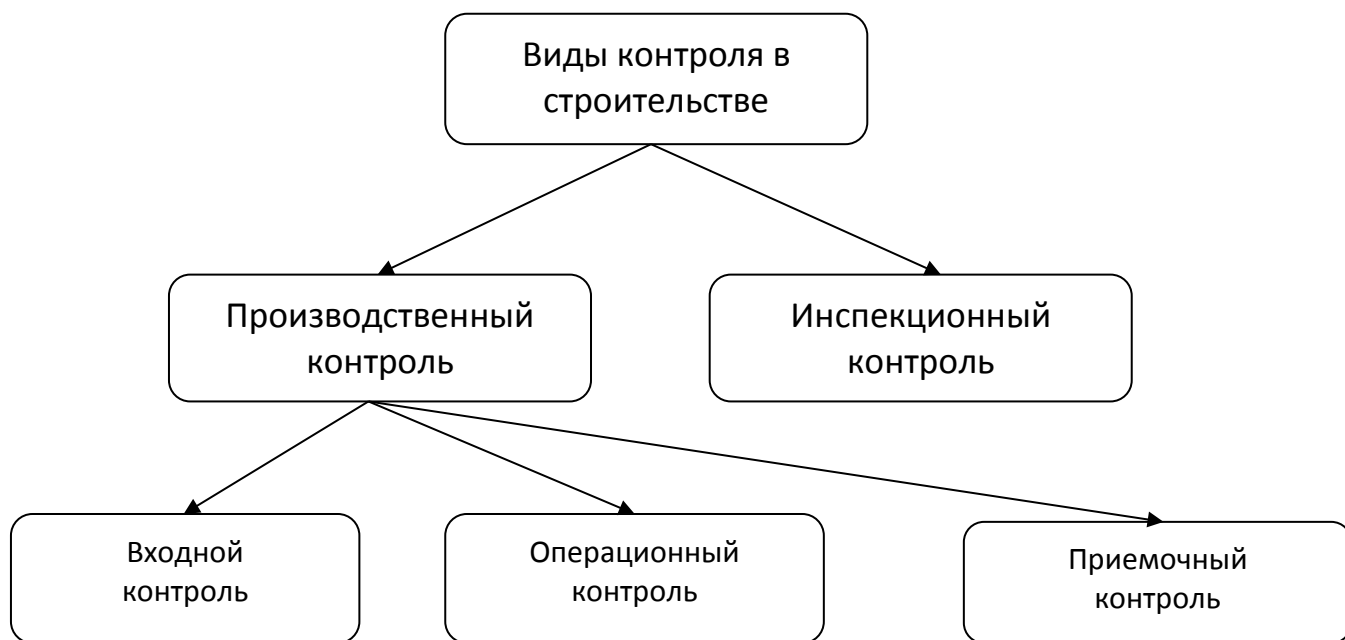 Виды контроля в
строительстве
Производственный
контроль
Инспекционный
контроль
Входной
контроль
Операционный
контроль
Приемочный
контроль